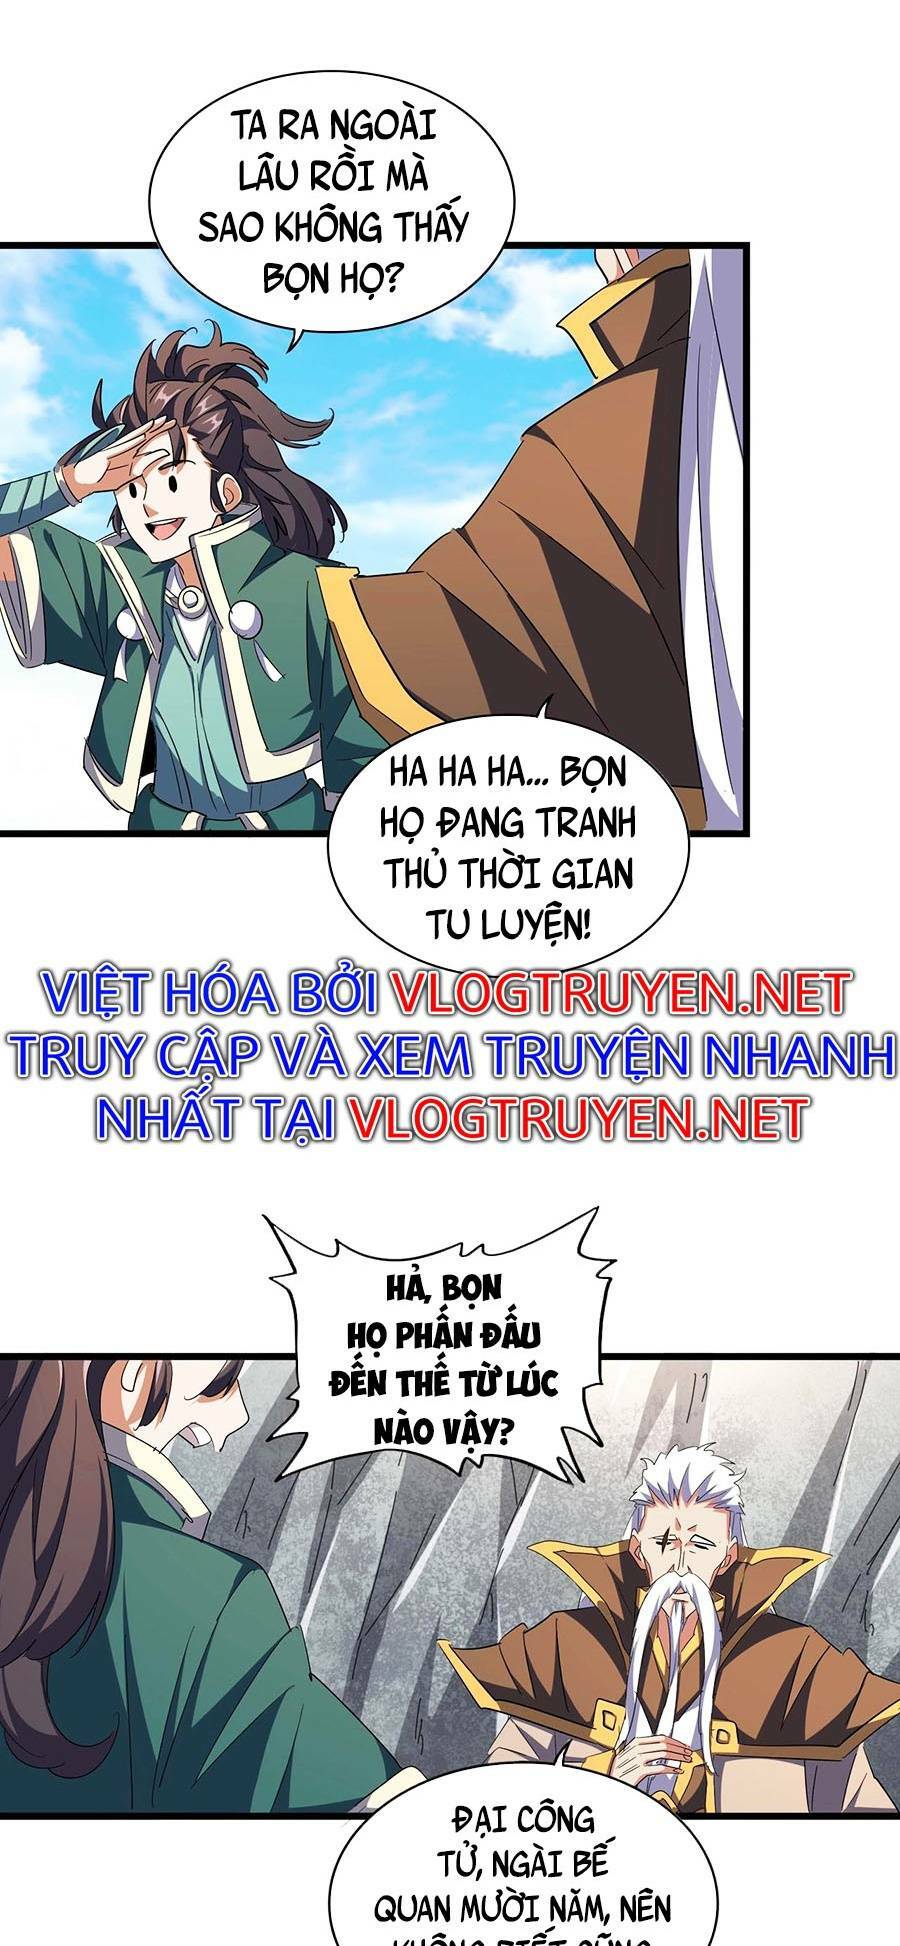 TA RA NGOÀI
LÂU RỒI MÀ
SAO KHÔNG THẤY
BỌN HỌ?
HA HA HA... BỌN
HỌ ĐANG TRANH
THỦ THỜI GIAN
TU LUYỆN!
VIỆT HÓA BỞI VLOGTRUYEN.NET
TRUY CẬP VÀ XEM TRUYỆN NHANH
NHẤT TẠI VLOGTRUYEN.NET
HẢ, BỌN
HỌ PHẤN ĐẤU
ĐẾN THẾ TỪ LÚC
NÀO VẬY?
ĐẠI CÔNG
TỬ, NGÀI BẾ
QUAN MƯỜI NĂM, NÊN
KHÔNG BIẾT CŨNG